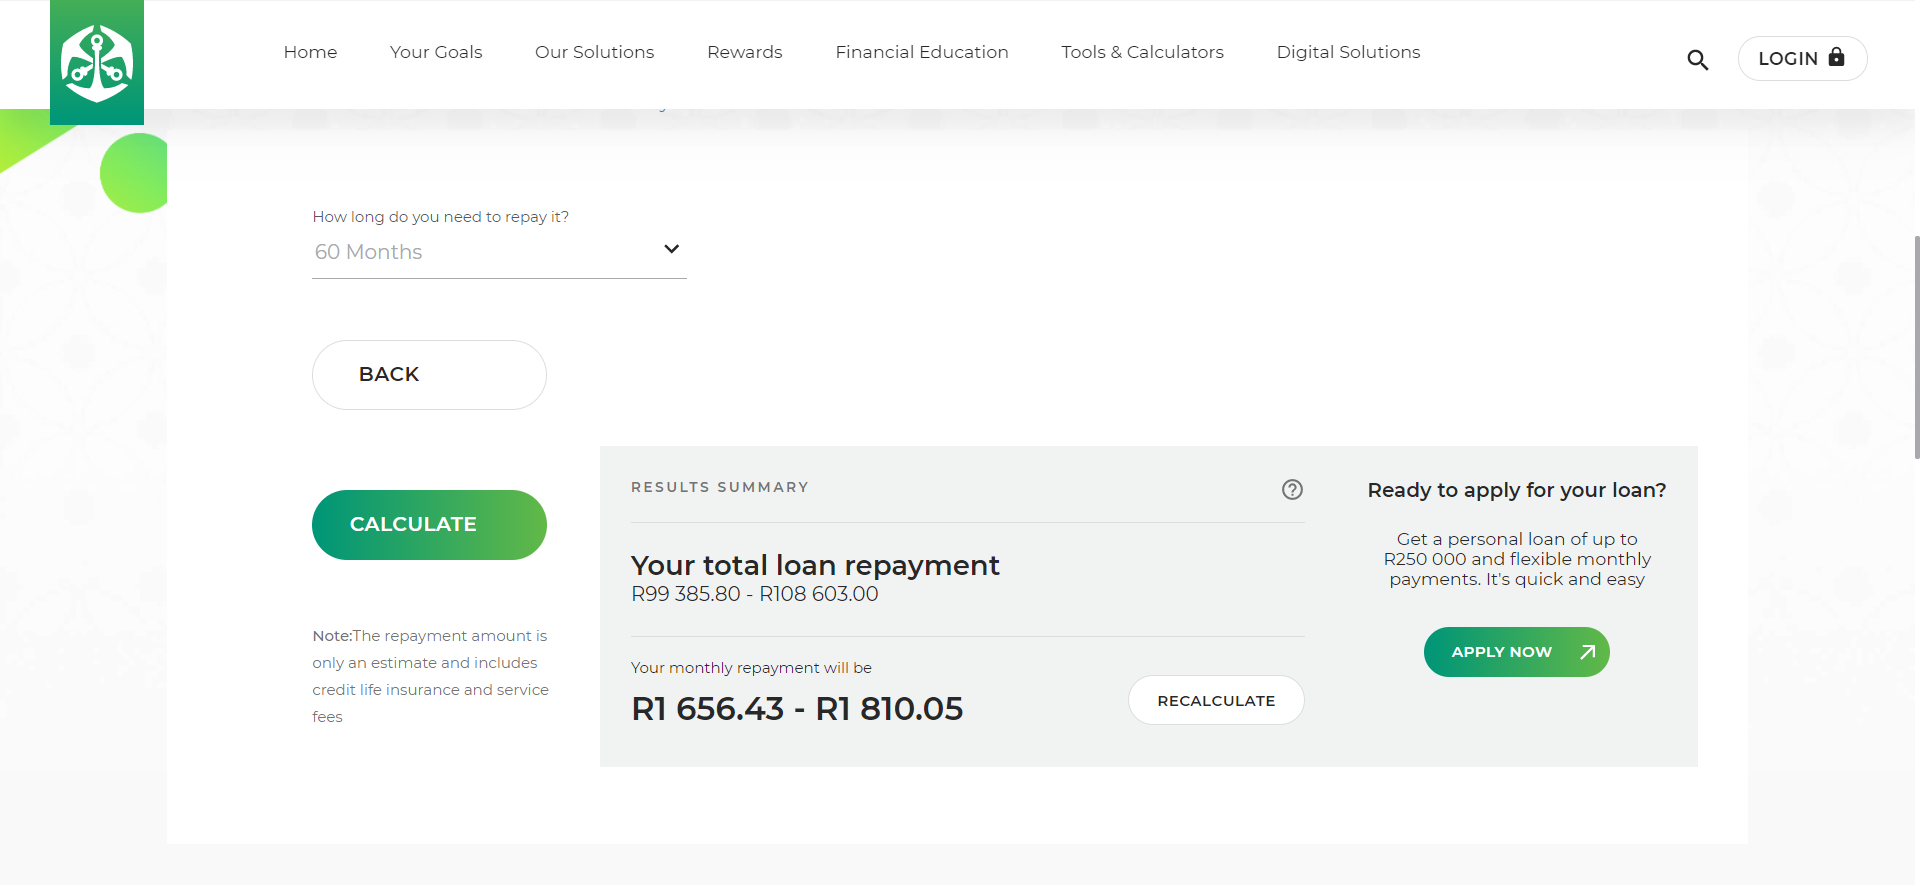 Home
Your Goals
Our Solutions
Rewards
Financial Education
Tools & Calculators
Digital Solutions
LOGIN
How long do you need to repay it?
60 Months
BACK
CALCULATE
Note:The repayment amount is
only an estimate and includes
credit life insurance and service
fees
RESULTS SUMMARY
Your total loan repayment
R99 385.80 - R108 603.00
Your monthly repayment will be
R1 656.43 - R1 810.05
RECALCULATE
Ready to apply for your loan?
Get a personal loan of up to
R250 000 and flexible monthly
payments. It's quick and easy
APPLY NOW